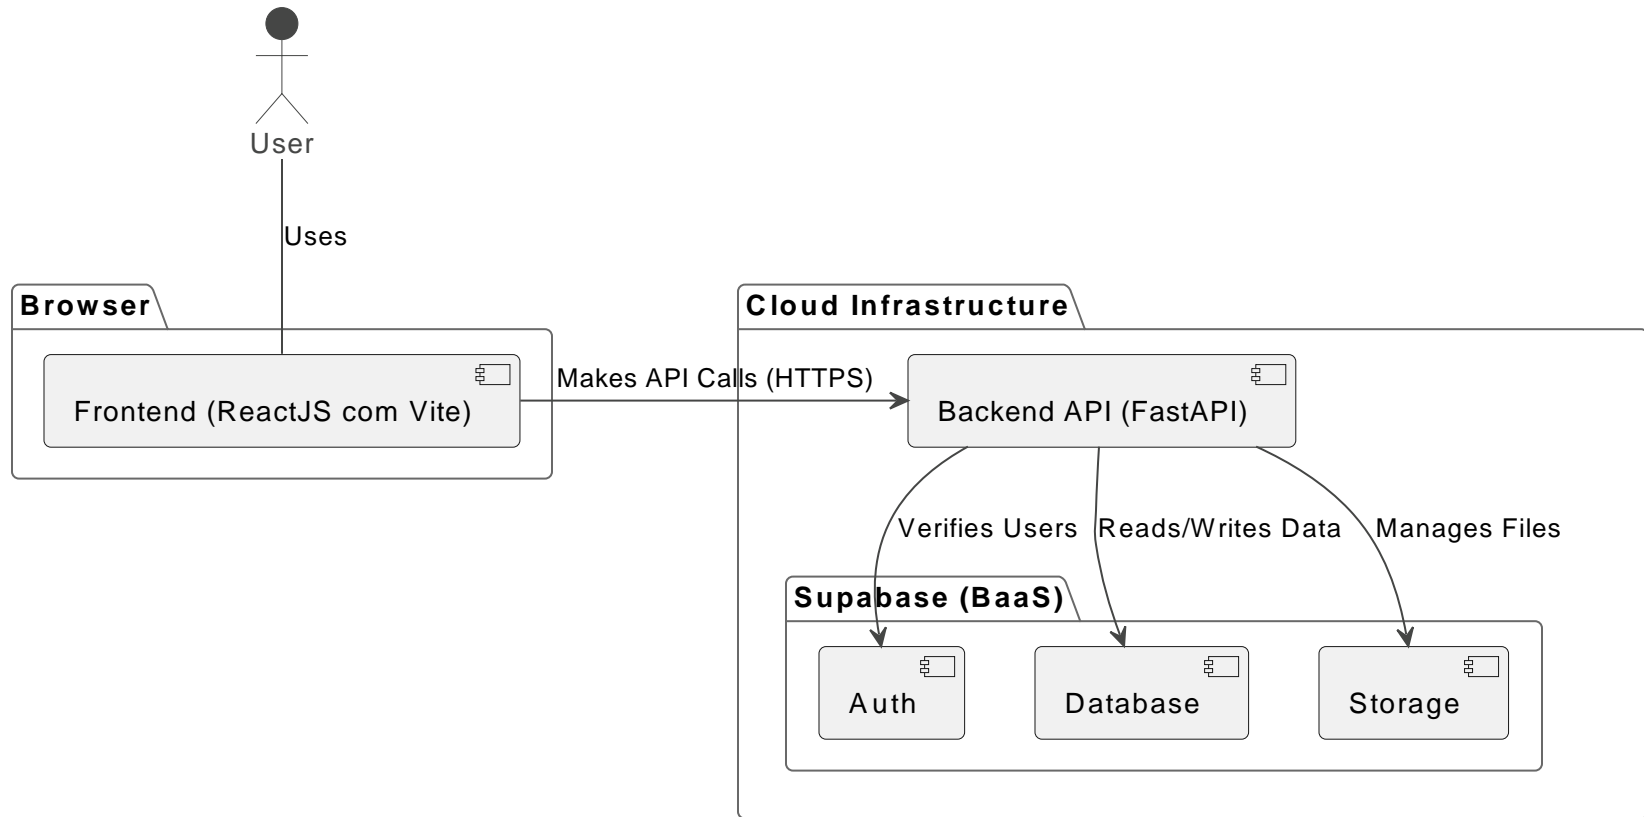 User
Uses
Browser
Cloud Infrastructure
Frontend (ReactJS com Vite)
Makes API Calls (HTTPS)
Backend API (FastAPI)
Verifies Users
Reads/Writes Data
Manages Files
Supabase (BaaS)
Auth
Database
Storage